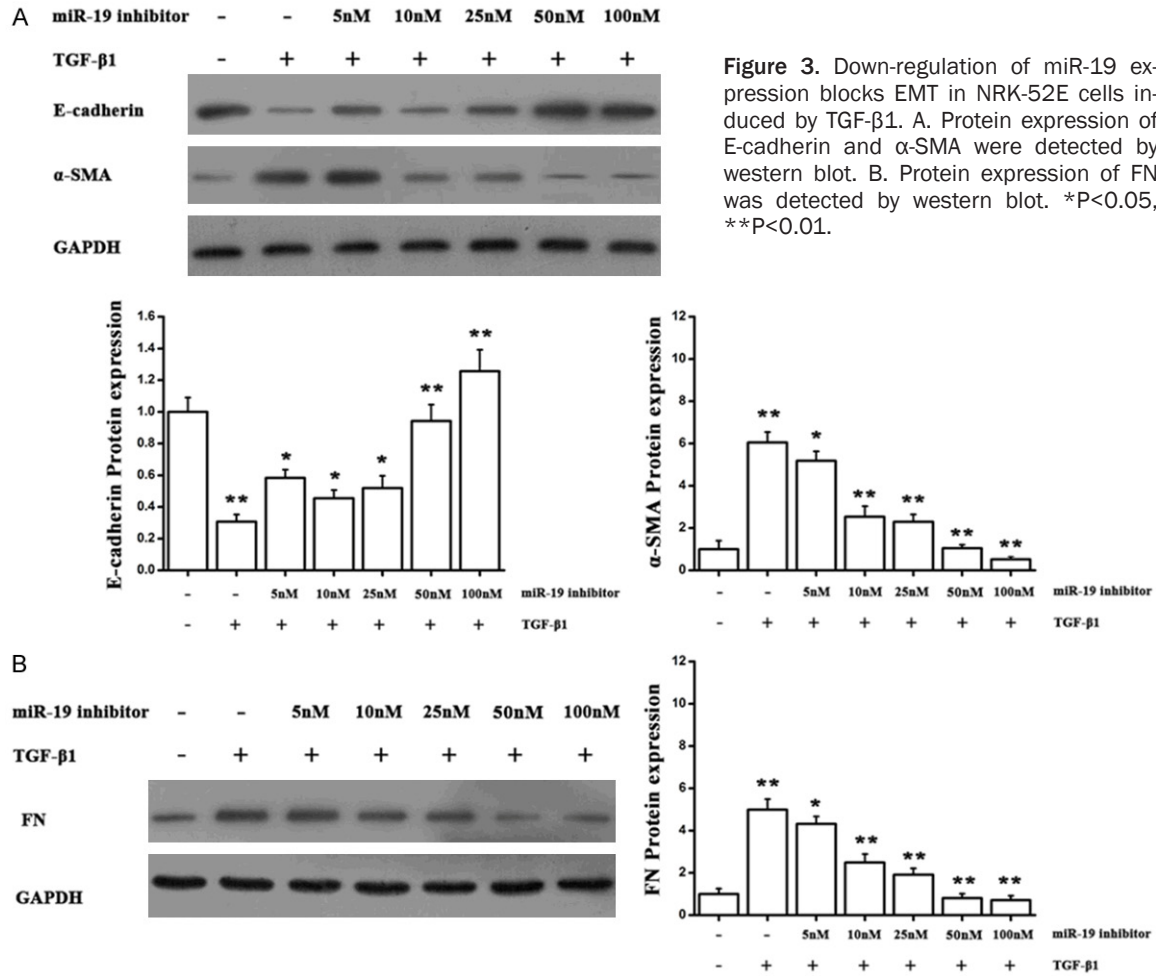 A
miR-19 inhibitor - - 5nM 10nM 25nM 50nM 100nM
TGF-β1 - + + + + + +
E-cadherin
α-SMA
GAPDH
Figure 3. Down-regulation of miR-19 ex-
pression blocks EMT in NRK-52E cells in-
duced by TGF-β1. A. Protein expression of
E-cadherin and α-SMA were detected by
western blot. B. Protein expression of FN
was detected by western blot. *P<0.05,
**P<0.01.
E-cadherin Protein expression
1.6
1.4
1.2
1.0
0.8
0.6
0.4
0.2
0.0
** * * * ** **
- - 5nM 10nM 25nM 50nM 100nM miR-19 inhibitor
- + + + + + + TGF-β1
α-SMA Protein expression
12
10
8
6
4
2
0
** * ** ** ** **
- - 5nM 10nM 25nM 50nM 100nM miR-19 inhibitor
- + + + + + + TGF-β1
B
miR-19 inhibitor - - 5nM 10nM 25nM 50nM 100nM
TGF-β1 - + + + + + +
FN
GAPDH
FN Protein expression
12
10
8
6
4
2
0
** * ** ** ** **
- - 5nM 10nM 25nM 50nM 100nM miR-19 inhibitor
- + + + + + + TGF-β1